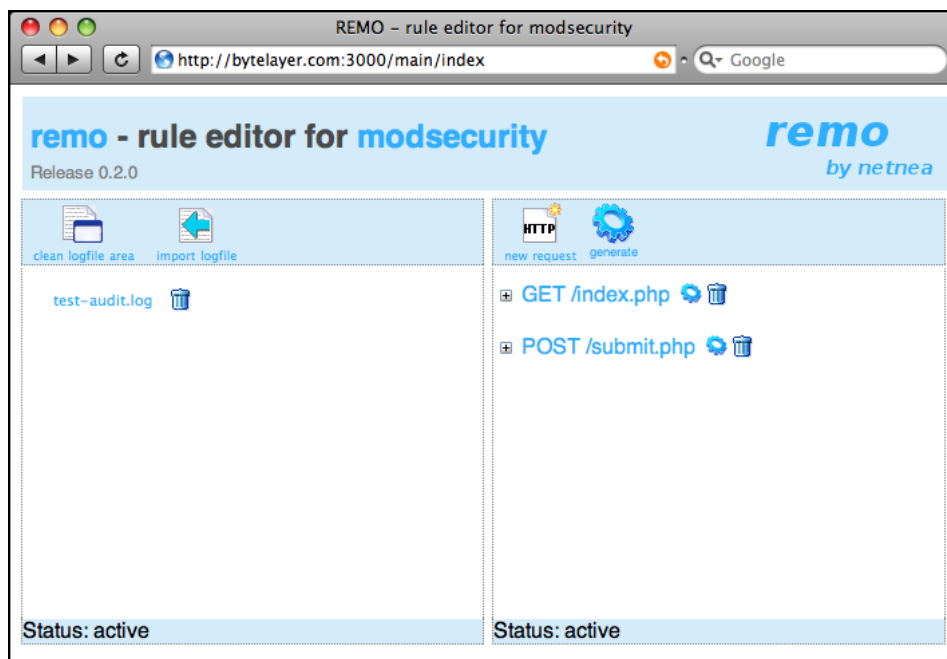 REMO – rule editor for modsecurity
http://bytelayer.com:3000/main/index
Google
remo - rule editor for modsecurity
Release 0.2.0
remo
by netnea
clean logfile area
import logfile
HTTP
new request
generate
test-audit.log
GET /index.php
POST /submit.php
Status: active
Status: active